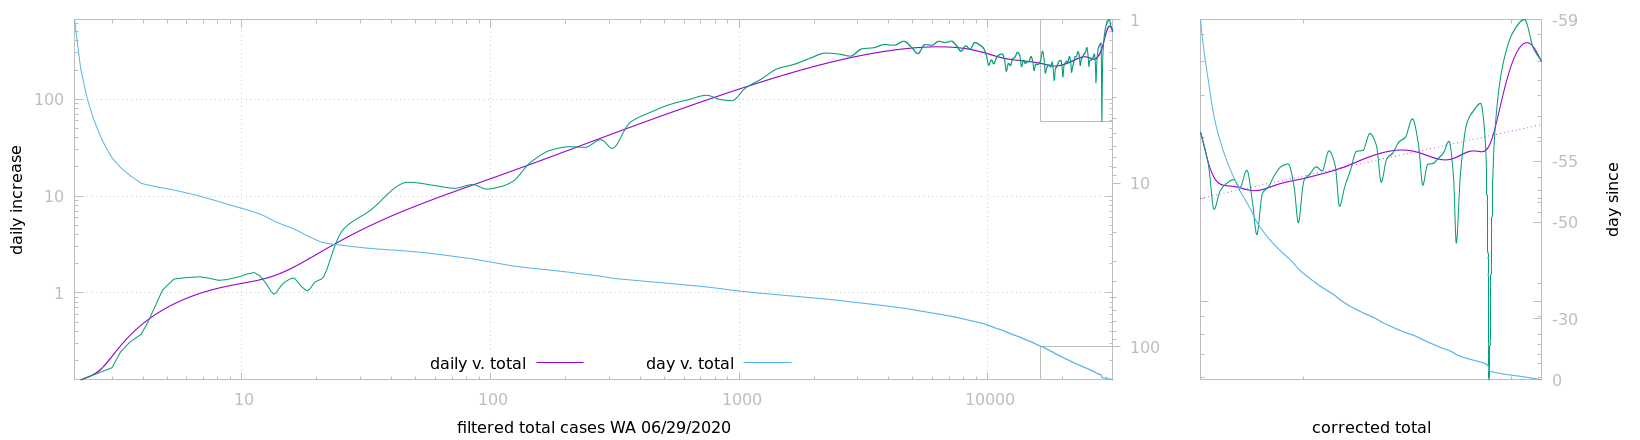 1
-59
100
daily increase
-55
10
10
-50
day since
1
-30
daily v. total
day v. total
100
0
10
100
1000
10000
filtered total cases WA 06/29/2020
corrected total